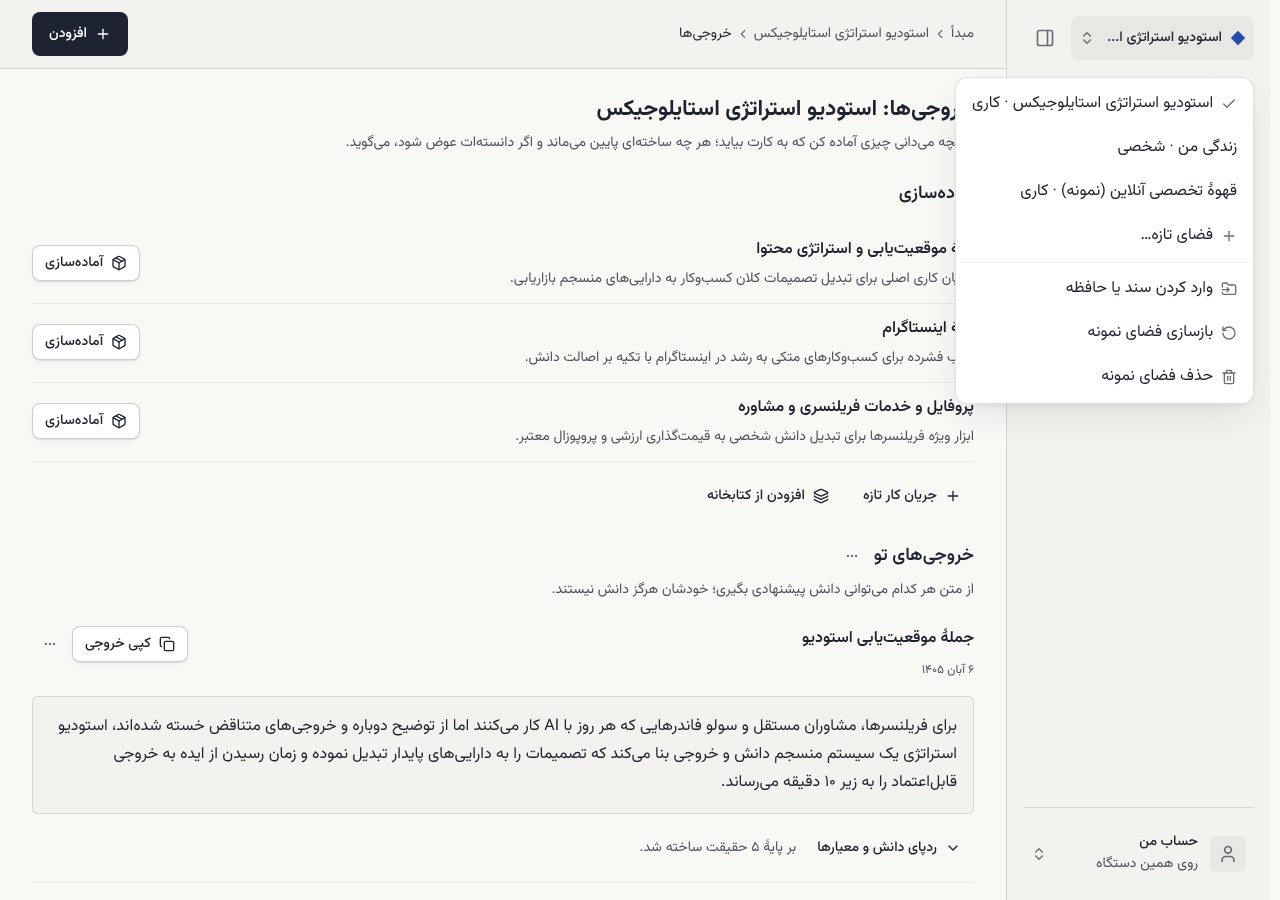 استودیو استراتژی ا...
استودیو استراتژی استایلوجیکس · کاری
زندگی من · شخصی
قهوهٔ تخصصی آنلاین (نمونه) · کاری
فضای تازه...
وارد کردن سند یا حافظه
بازسازی فضای نمونه
حذف فضای نمونه
حساب من
روی همین دستگاه
مبدأ › استودیو استراتژی استایلوجیکس › خروجی‌ها
افزودن
استودیو استراتژی استایلوجیکس
می‌دانی چیزی آماده کن که به کارت بیاید؛ هر چه ساخته‌ای پایین می‌ماند و اگر دانسته‌ات عوض شود، می‌گوید.
موقعیت‌یابی و استراتژی محتوا
کاری اصلی برای تبدیل تصمیمات کلان کسب‌وکار به دارایی‌های منسجم بازاریابی.
آماده‌سازی
اینستاگرام
فشرده برای کسب‌وکارهای متکی به رشد در اینستاگرام با تکیه بر اصالت دانش.
آماده‌سازی
پروفایل و خدمات فریلنسری و مشاوره
ابزار ویژه فریلنسرها برای تبدیل دانش شخصی به قیمت‌گذاری ارزشی و پروپوزال معتبر.
آماده‌سازی
جریان کار تازه
افزودن از کتابخانه
خروجی‌های تو
از متن هر کدام می‌توانی دانش پیشنهادی بگیری؛ خودشان هرگز دانش نیستند.
جملهٔ موقعیت‌یابی استودیو
۶ آبان ۱۴۰۵
کپی خروجی
برای فریلنسرها، مشاوران مستقل و سولو فاندرهایی که هر روز با AI کار می‌کنند اما از توضیح دوباره و خروجی‌های متناقض خسته شده‌اند، استودیو
استراتژی یک سیستم منسجم دانش و خروجی بنا می‌کند که تصمیمات را به دارایی‌های پایدار تبدیل نموده و زمان رسیدن از ایده به خروجی
قابل‌اعتماد را به زیر ۱۰ دقیقه می‌رساند.
ردپای دانش و معیارها
بر پایهٔ ۵ حقیقت ساخته شد.